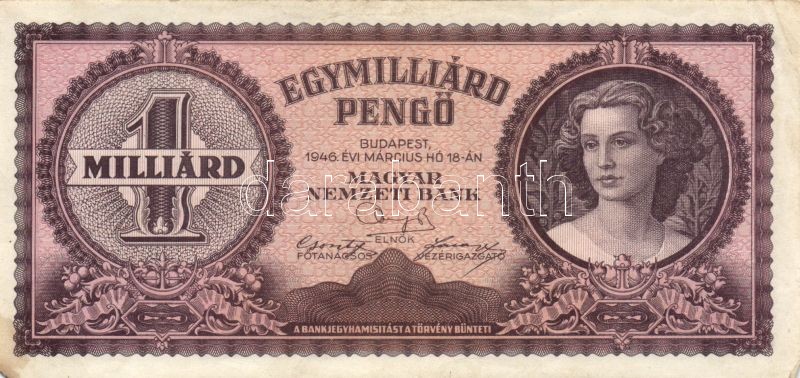 1
MILLIÁRD
EGYMILLIÁRD
PENGŐ
BUDAPEST,
1946. ÉVI MÁRCIUS HÓ 18-ÁN
MAGYAR
NEMZETI BANK
darabanth
ELNÖK
FŐTANÁCSOS
VEZÉRIGAZGATÓ
A BANKJEGYHAMISITÁST A TÖRVÉNY BÜNTETI